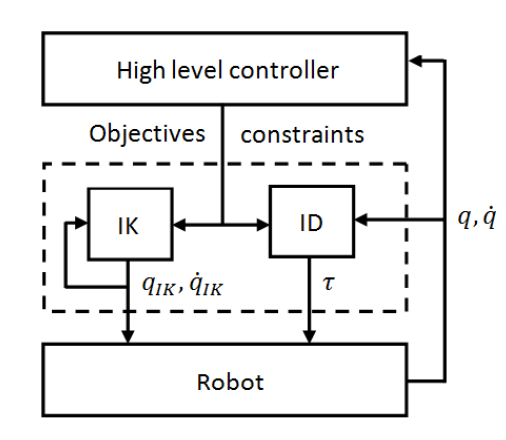 High level controller
Objectives constraints
IK
ID
q, q̇
q_IK, q̇_IK
τ
Robot